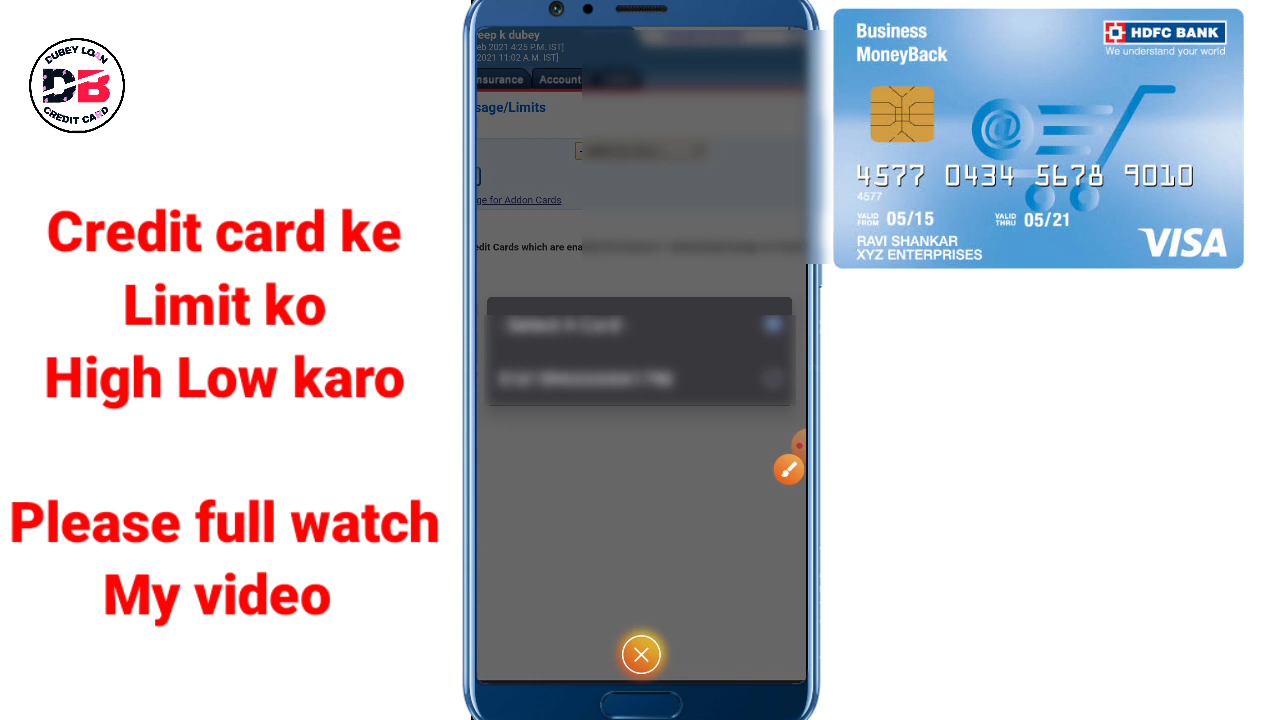 DUBEY LOAN
DB
CREDIT CARD
Credit card ke
Limit ko
High Low karo
Please full watch
My video
eep k dubey
eb 2021 4:25 P.M. IST]
2021 11:02 A.M. IST]
nsurance
Account
sage/Limits
ge for Addon Cards
edit Cards which are ena
Select A Card
Business
MoneyBack
HDFC BANK
We understand your world
4577 0434 5678 9010
4577
VALID FROM 05/15
VALID THRU 05/21
RAVI SHANKAR
XYZ ENTERPRISES
VISA